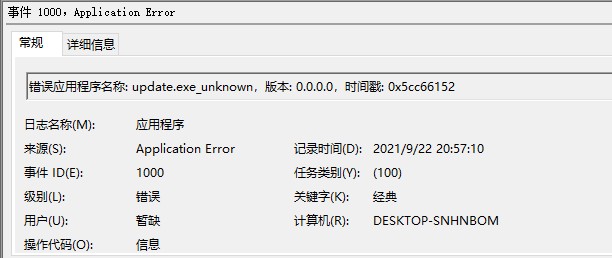 事件 1000，Application Error
常规 详细信息
错误应用程序名称: update.exe_unknown，版本: 0.0.0.0，时间戳: 0x5cc66152
日志名称(M): 应用程序
来源(S): Application Error 记录时间(D): 2021/9/22 20:57:10
事件 ID(E): 1000 任务类别(Y): (100)
级别(L): 错误 关键字(K): 经典
用户(U): 暂缺 计算机(R): DESKTOP-SNHNBOM
操作代码(O): 信息